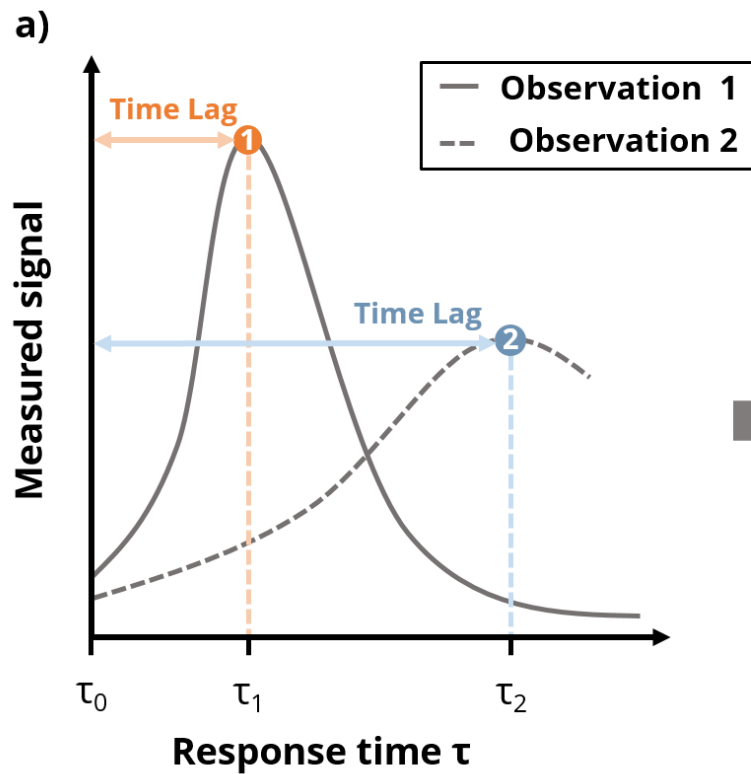 a)
Time Lag
1
Observation 1
Observation 2
Time Lag
2
Measured signal
τ0
τ1
τ2
Response time τ